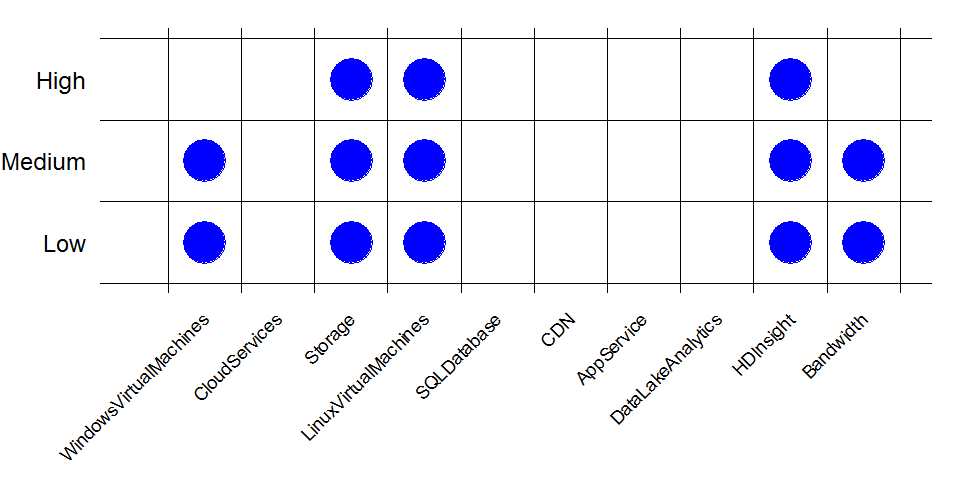 High
Medium
Low
WindowsVirtualMachines
CloudServices
Storage
LinuxVirtualMachines
SQLDatabase
CDN
AppService
DataLakeAnalytics
HDInsight
Bandwidth